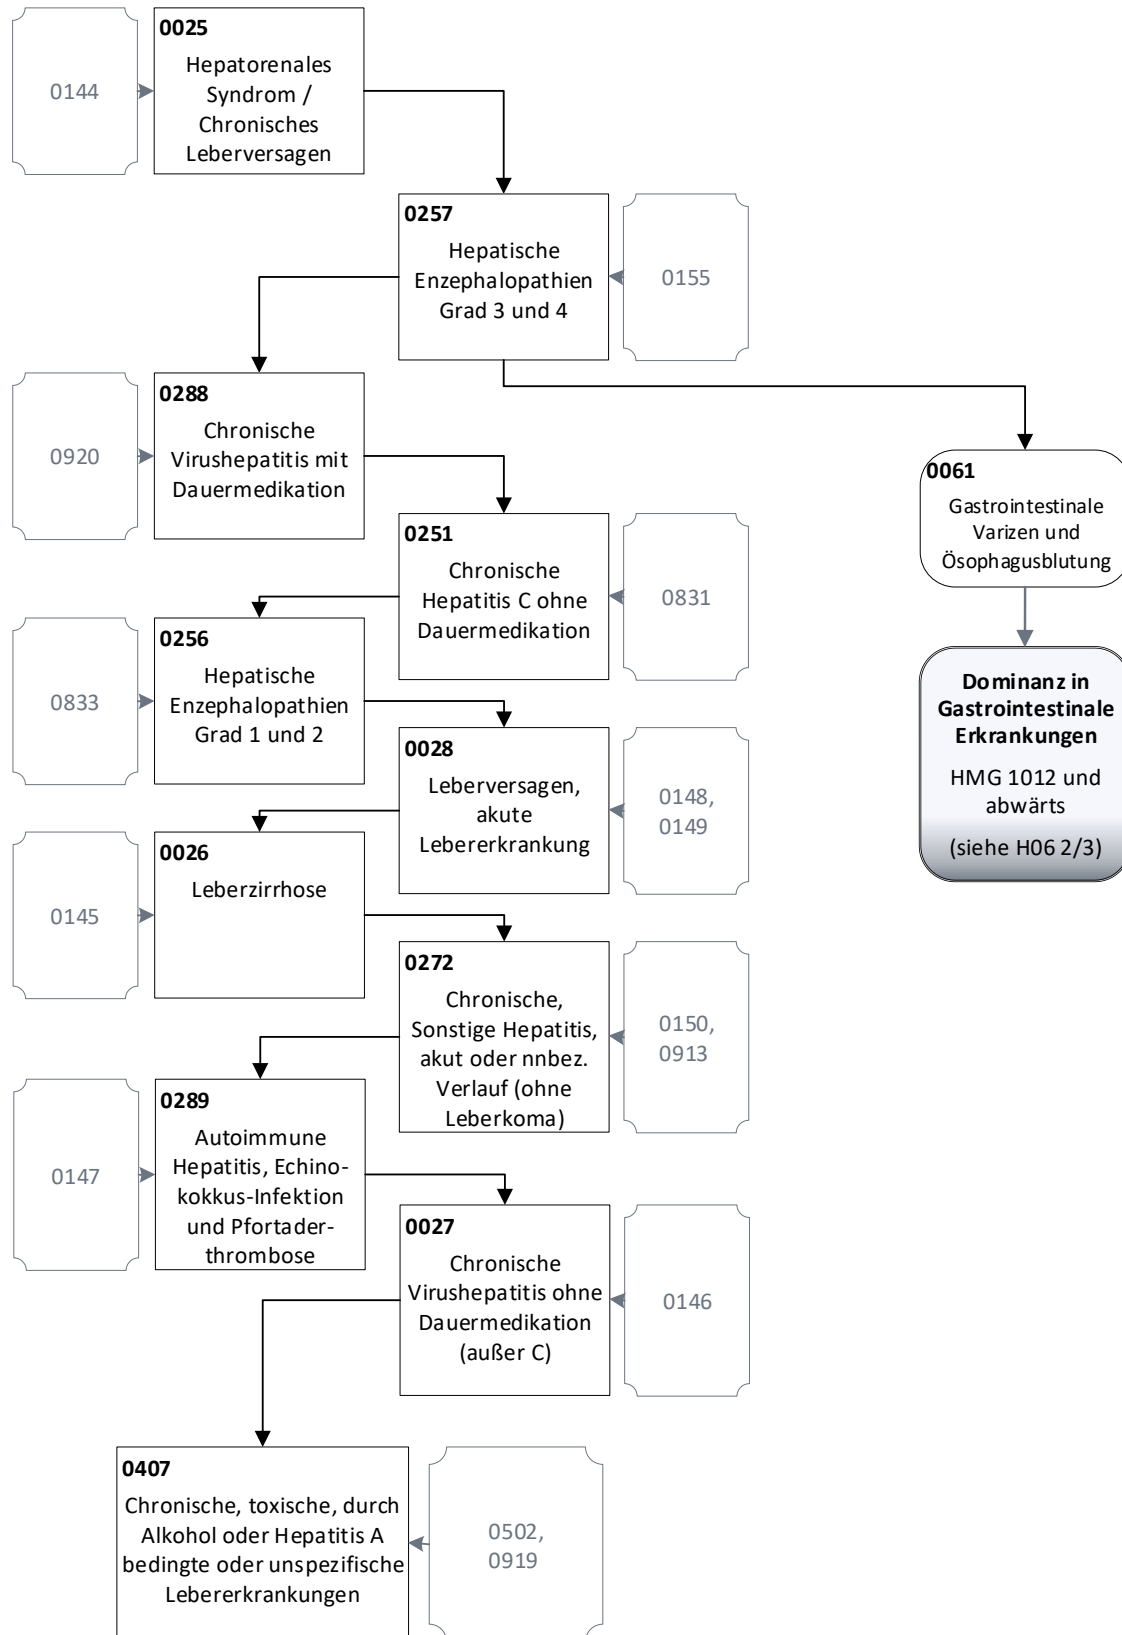 0144
0025
Hepatorenales
Syndrom /
Chronisches
Leberversagen
0257
Hepatische
Enzephalopathien
Grad 3 und 4
0155
0920
0288
Chronische
Virushepatitis mit
Dauermedikation
0061
Gastrointestinale
Varizen und
Ösophagusblutung
0251
Chronische
Hepatitis C ohne
Dauermedikation
0831
0833
0256
Hepatische
Enzephalopathien
Grad 1 und 2
Dominanz in
Gastrointestinale
Erkrankungen
HMG 1012 und
abwärts
(siehe H06 2/3)
0028
Leberversagen,
akute
Lebererkrankung
0148,
0149
0145
0026
Leberzirrhose
0272
Chronische,
Sonstige Hepatitis,
akut oder nnbez.
Verlauf (ohne
Leberkoma)
0150,
0913
0147
0289
Autoimmune
Hepatitis, Echino-
kokkus-Infektion
und Pfortader-
thrombose
0027
Chronische
Virushepatitis ohne
Dauermedikation
(außer C)
0146
0407
Chronische, toxische, durch
Alkohol oder Hepatitis A
bedingte oder unspezifische
Lebererkrankungen
0502,
0919